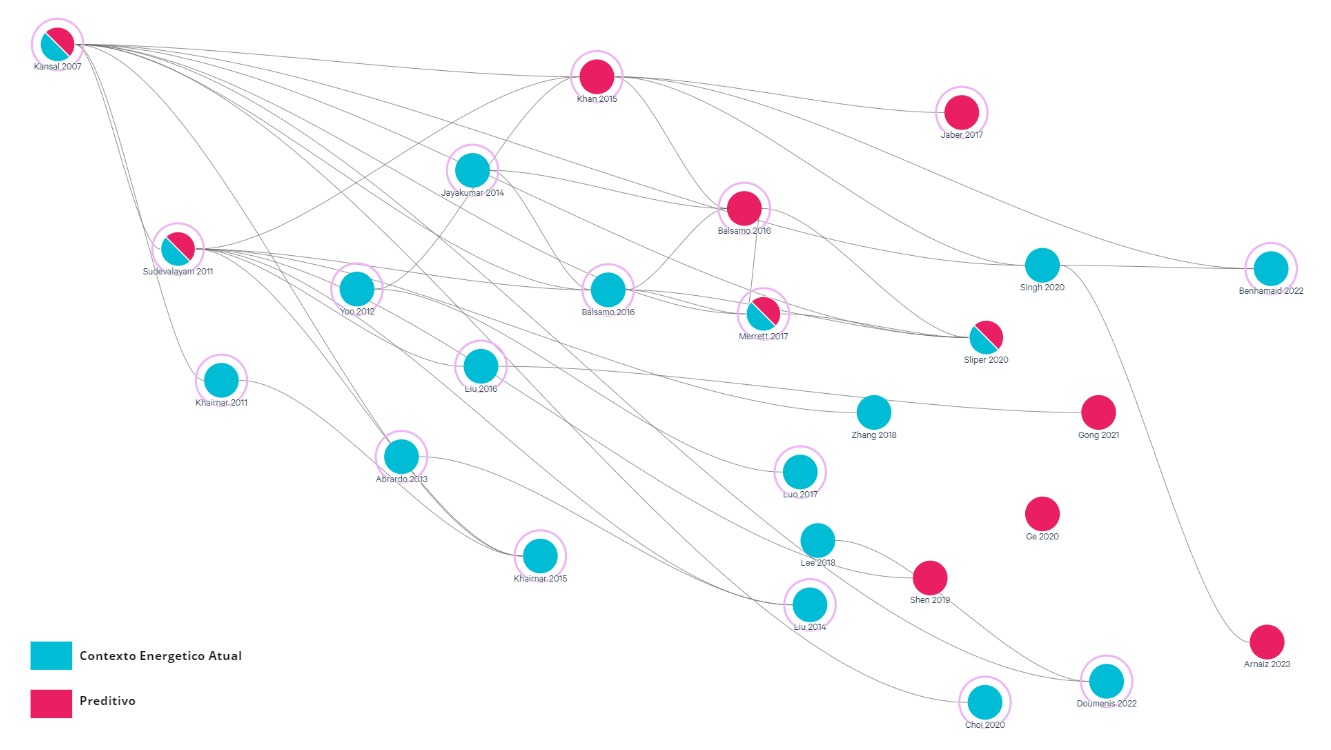 Kansal 2007
Khan 2015
Jaber 2017
Jayakumar 2014
Balsamo 2016
Sudevalayam 2011
Singh 2020
Benhamaid 2022
Yoo 2012
Balsamo 2016
Merrett 2017
Sliper 2020
Liu 2016
Khairnar 2011
Zhang 2018
Gong 2021
Abrardo 2013
Luo 2017
Ge 2020
Lee 2018
Khairnar 2015
Shen 2019
Liu 2014
Arnaiz 2023
Contexto Energetico Atual
Preditivo
Doumenis 2022
Choi 2020